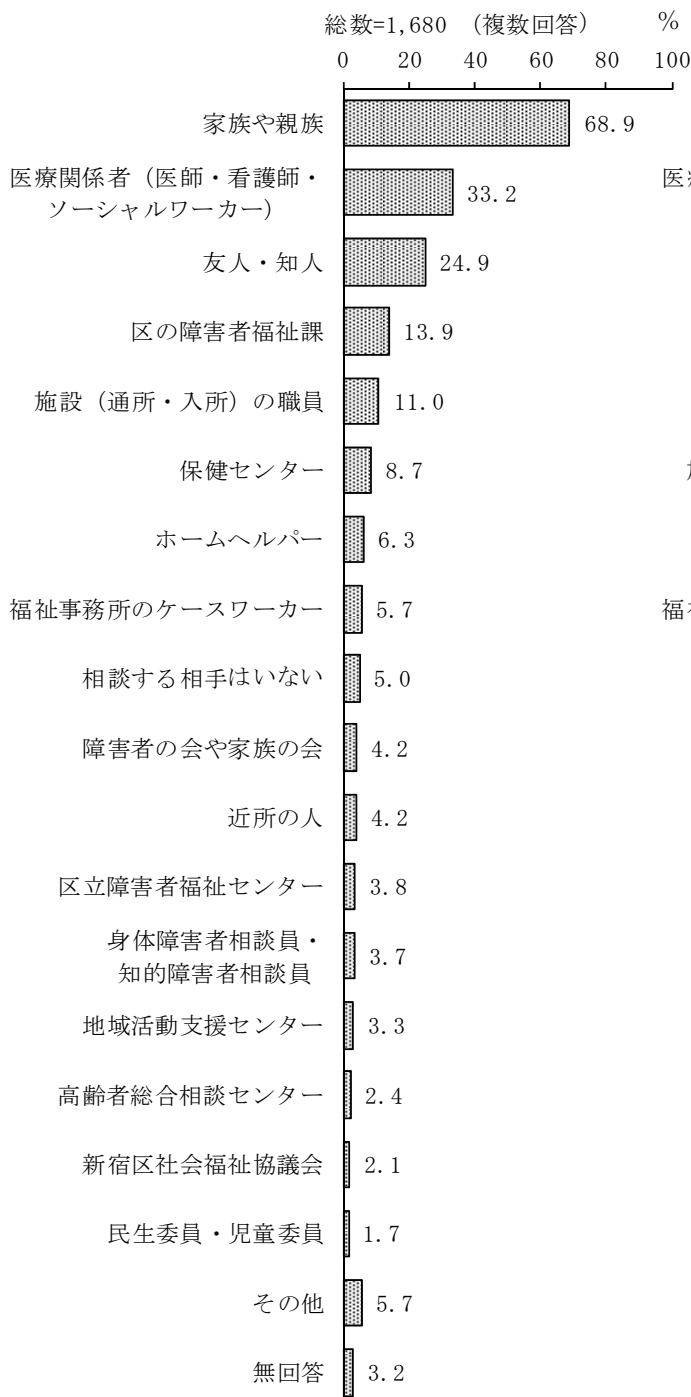 総数=1,680 （複数回答） %
0 20 40 60 80 100
家族や親族 68.9
医療関係者（医師・看護師・
ソーシャルワーカー） 33.2
友人・知人 24.9
区の障害者福祉課 13.9
施設（通所・入所）の職員 11.0
保健センター 8.7
ホームヘルパー 6.3
福祉事務所のケースワーカー 5.7
相談する相手はいない 5.0
障害者の会や家族の会 4.2
近所の人 4.2
区立障害者福祉センター 3.8
身体障害者相談員・
知的障害者相談員 3.7
地域活動支援センター 3.3
高齢者総合相談センター 2.4
新宿区社会福祉協議会 2.1
民生委員・児童委員 1.7
その他 5.7
無回答 3.2